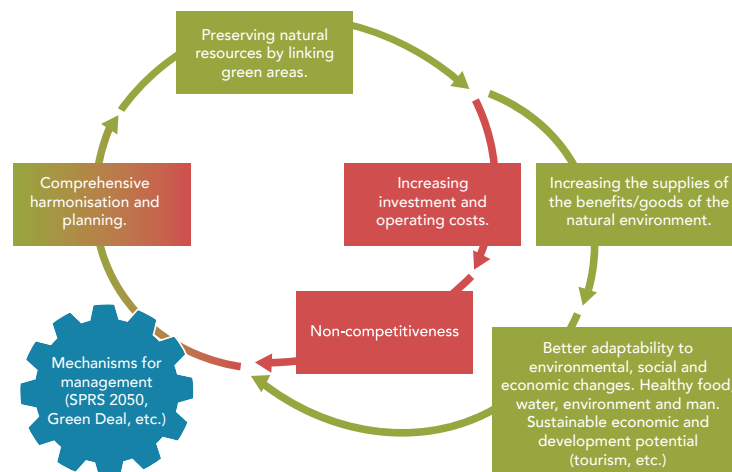 Preserving natural
resources by linking
green areas.
Comprehensive
harmonisation and
planning.
Increasing
investment and
operating costs.
Increasing the supplies of
the benefits/goods of the
natural environment.
Non-competitiveness
Mechanisms for
management
(SPRS 2050,
Green Deal, etc.)
Better adaptability to
environmental, social and
economic changes. Healthy food,
water, environment and man.
Sustainable economic and
development potential
(tourism, etc.)